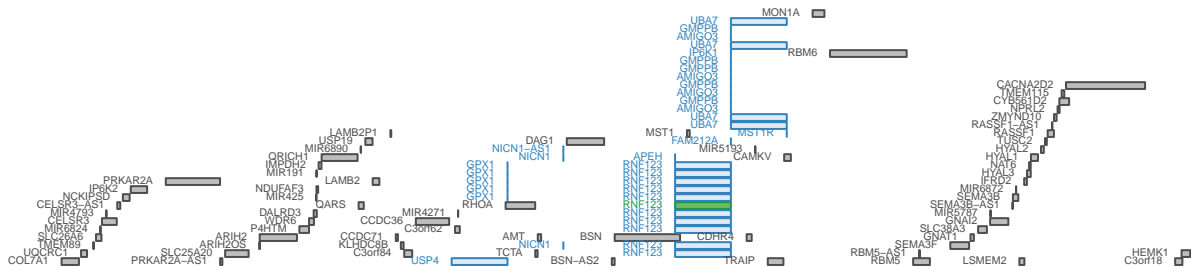 MON1A
UBA7
GMPPB
AMIGO3
UBA7
IP6K1 RBM6
GMPPB
AMIGO3
AMIGO3
GMPPB
CACNA2D2
AMIGO3 TMEM115
GMPPB CYB561D2
AMIGO3 NPRL2
UBA7 ZMYND10
UBA7 RASSF1-AS1
LAMB2P1 MST1 MST1R RASSF1
USP19 DAG1 FAM212A TUSC2
MIR6890 NICN1-AS1 MIR5193 HYAL2
QRICH1 NICN1 APEH CAMKV HYAL1
IMPDH2 GPX1 RNF123 NAT6
MIR191 GPX1 RNF123 HYAL3
PRKAR2A LAMB2 GPX1 RNF123 IFRD2
IP6K2 NDUFAF3 GPX1 RNF123 MIR6872
NCKIPSD MIR425 GPX1 RNF123 SEMA3B
CELSR3-AS1 QARS RHOA RNF123 SEMA3B-AS1
MIR4793 DALRD3 MIR4271 RNF123 MIR5787
CELSR3 WDR6 CCDC36 RNF123 GNAI2
MIR6824 P4HTM C3orf62 RNF123 SLC38A3
SLC26A6 ARIH2 CCDC71 AMT BSN CDHR4 GNAT1
TMEM89 ARIH2OS KLHDC8B NICN1 RNF123 SEMA3F
UQCRC1 SLC25A20 C3orf84 TCTA RNF123 RBM5-AS1 HEMK1
COL7A1 PRKAR2A-AS1 USP4 BSN-AS2 TRAIP RBM5 LSMEM2 C3orf18